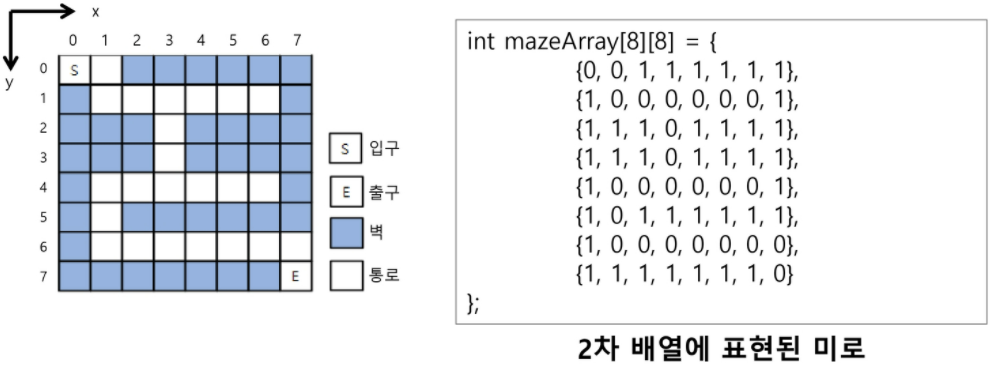 x
0 1 2 3 4 5 6 7
y
0 S
1
2
3
4
5
6
7 E
S 입구
E 출구
벽
통로
int mazeArray[8][8] = {
{0, 0, 1, 1, 1, 1, 1, 1},
{1, 0, 0, 0, 0, 0, 0, 1},
{1, 1, 1, 0, 1, 1, 1, 1},
{1, 1, 1, 0, 1, 1, 1, 1},
{1, 0, 0, 0, 0, 0, 0, 1},
{1, 0, 1, 1, 1, 1, 1, 1},
{1, 0, 0, 0, 0, 0, 0, 0},
{1, 1, 1, 1, 1, 1, 1, 0}
};
2차 배열에 표현된 미로